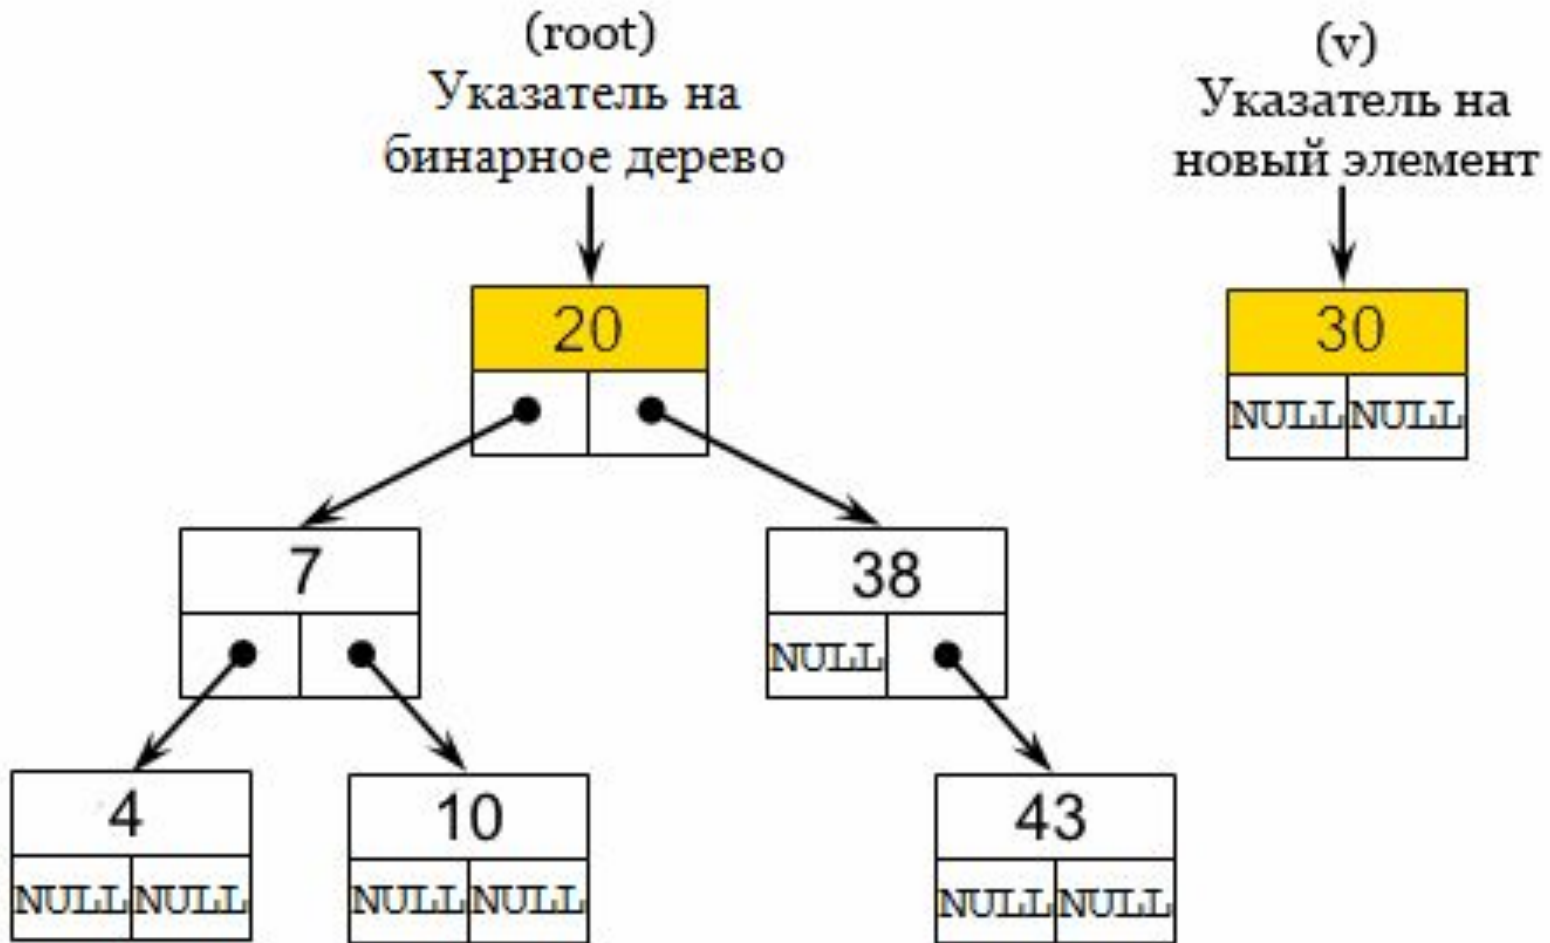 (root)
Указатель на
бинарное дерево
(v)
Указатель на
новый элемент
20
30
NULL NULL
7
38
NULL
4
10
43
NULL NULL
NULL NULL
NULL NULL